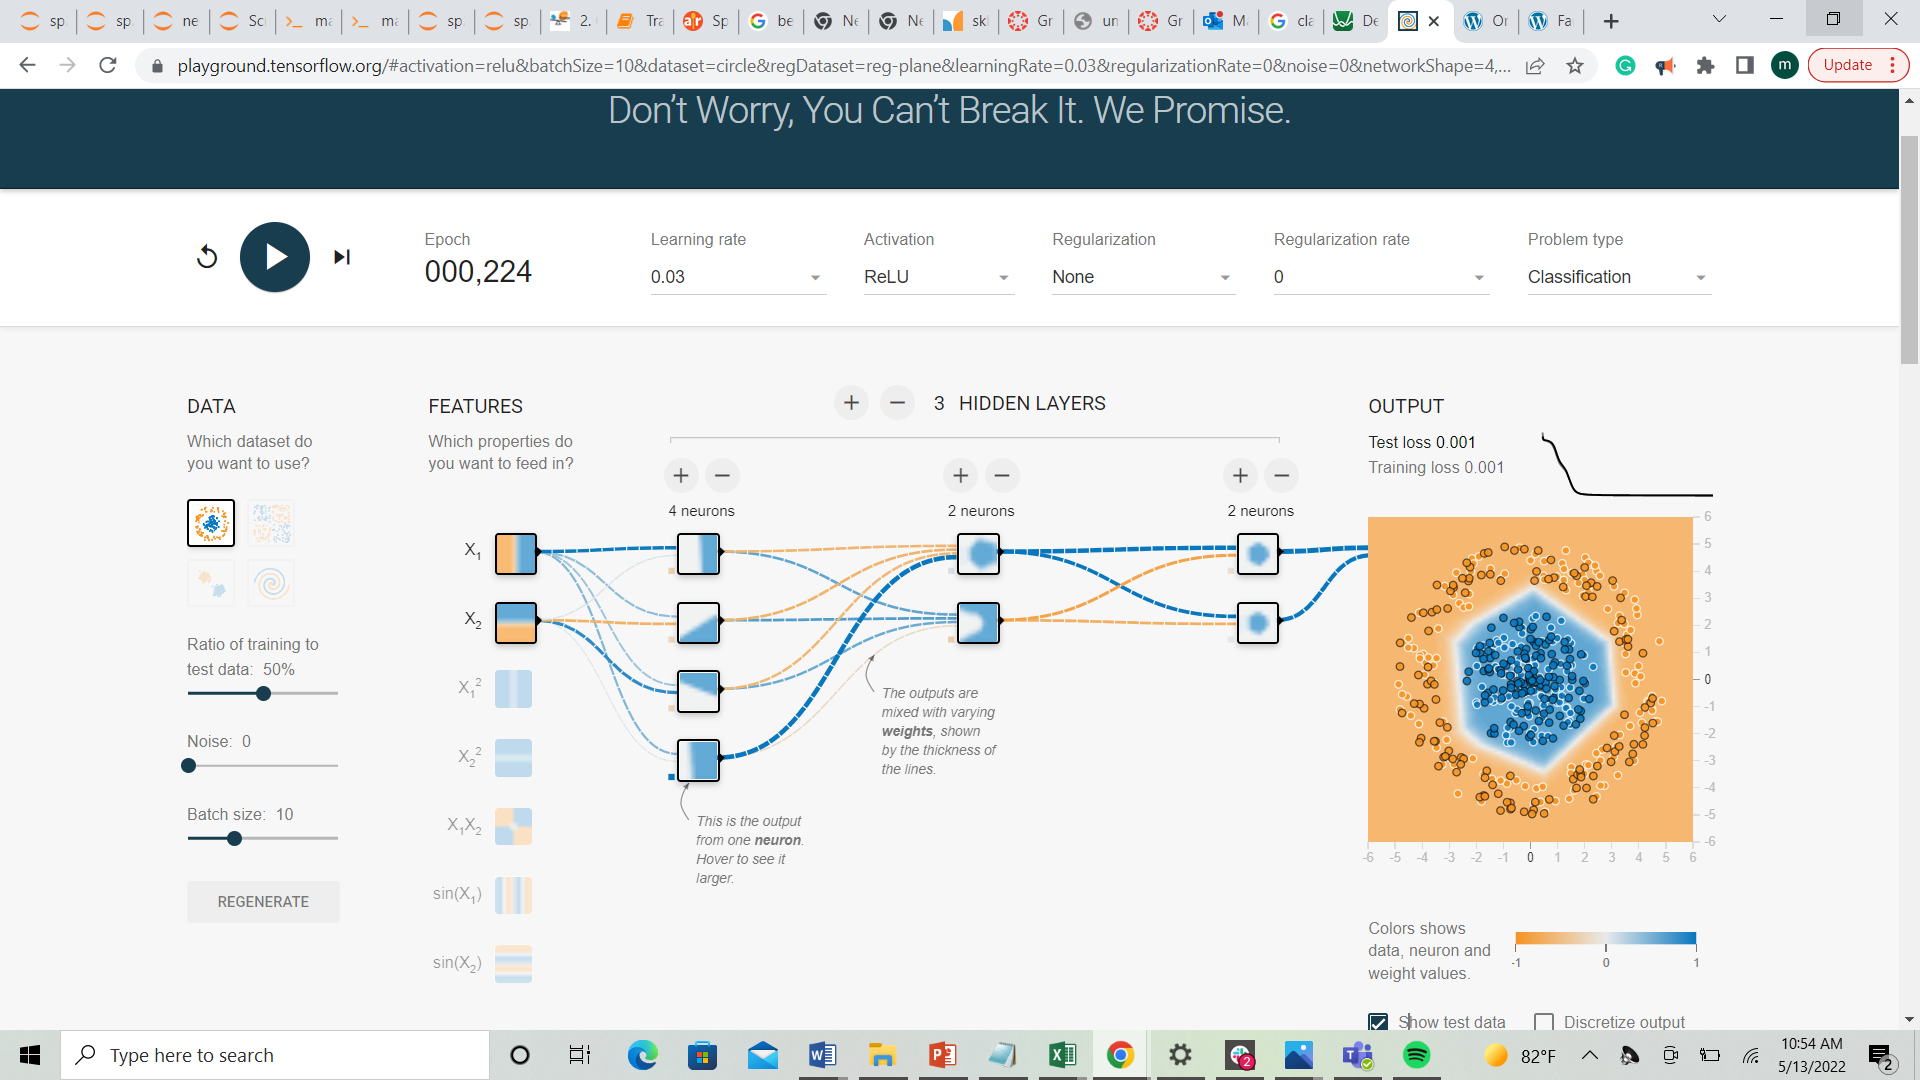 sp
sp
ne
Sc
ma
ma
sp
sp
2.
Tra
Sp
be
Ne
Ne
sk
Gr
un
Gr
Ma
cla
De
Or
Fa
playground.tensorflow.org/#activation=relu&batchSize=10&dataset=circle&regDataset=reg-plane&learningRate=0.03&regularizationRate=0&noise=0&networkShape=4,...
m
Update
Don't Worry, You Can't Break It. We Promise.
Epoch
000,224
Learning rate
0.03
Activation
ReLU
Regularization
None
Regularization rate
0
Problem type
Classification
DATA
Which dataset do
you want to use?
Ratio of training to
test data: 50%
Noise: 0
Batch size: 10
REGENERATE
FEATURES
Which properties do
you want to feed in?
X1
X2
X1²
X2²
X1X2
sin(X1)
sin(X2)
+ − 3 HIDDEN LAYERS
+ −
4 neurons
+ −
2 neurons
+ −
2 neurons
The outputs are
mixed with varying
weights, shown
by the thickness of
the lines.
This is the output
from one neuron.
Hover to see it
larger.
OUTPUT
Test loss 0.001
Training loss 0.001
6
5
4
3
2
1
0
-1
-2
-3
-4
-5
-6
-6 -5 -4 -3 -2 -1 0 1 2 3 4 5 6
Colors shows
data, neuron and
weight values.
-1 0 1
Show test data
Discretize output
Type here to search
2
82°F
10:54 AM
5/13/2022
2